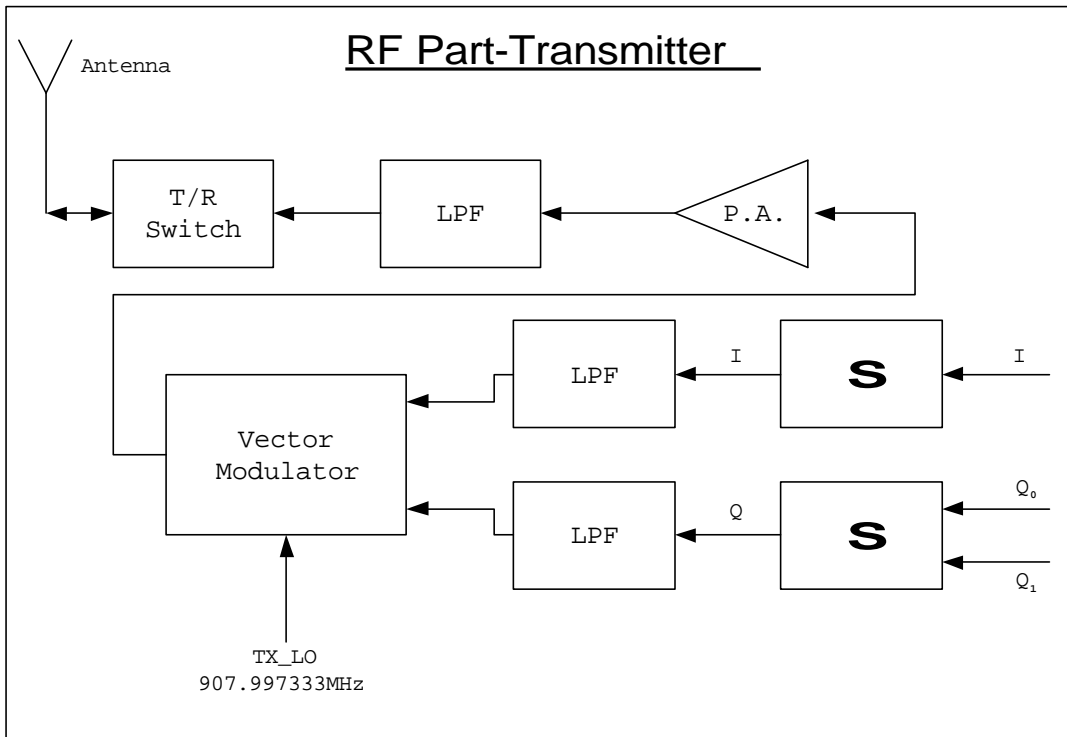 RF Part-Transmitter
Antenna
T/R
Switch
LPF
P.A.
LPF
I
S
I
Vector
Modulator
LPF
Q
S
Q₀
Q₁
TX_LO
907.997333MHz